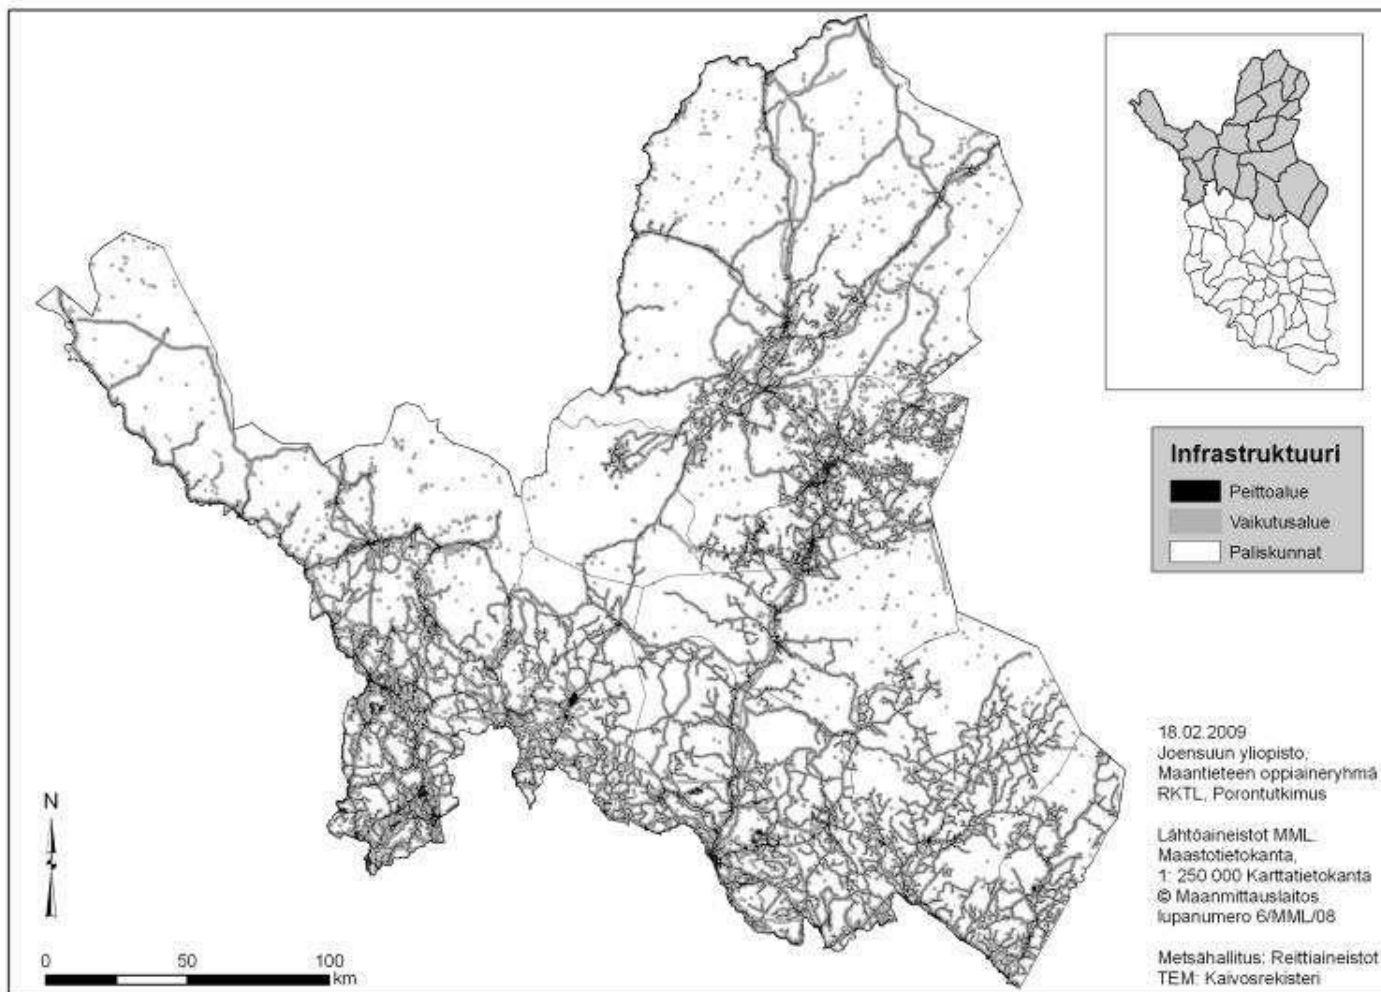 Infrastruktuuri
Peittoalue
Vaikutusalue
Paliskunnat
18.02.2009
Joensuun yliopisto,
Maantieteen oppiaineryhmä
RKTL, Porontutkimus
Lähtöaineistot MML:
Maastotietokanta,
1: 250 000 Karttatietokanta
© Maanmittauslaitos
lupanumero 6/MML/08
Metsähallitus: Reittiaineistot
TEM: Kaivosrekisteri
N
0 50 100
km